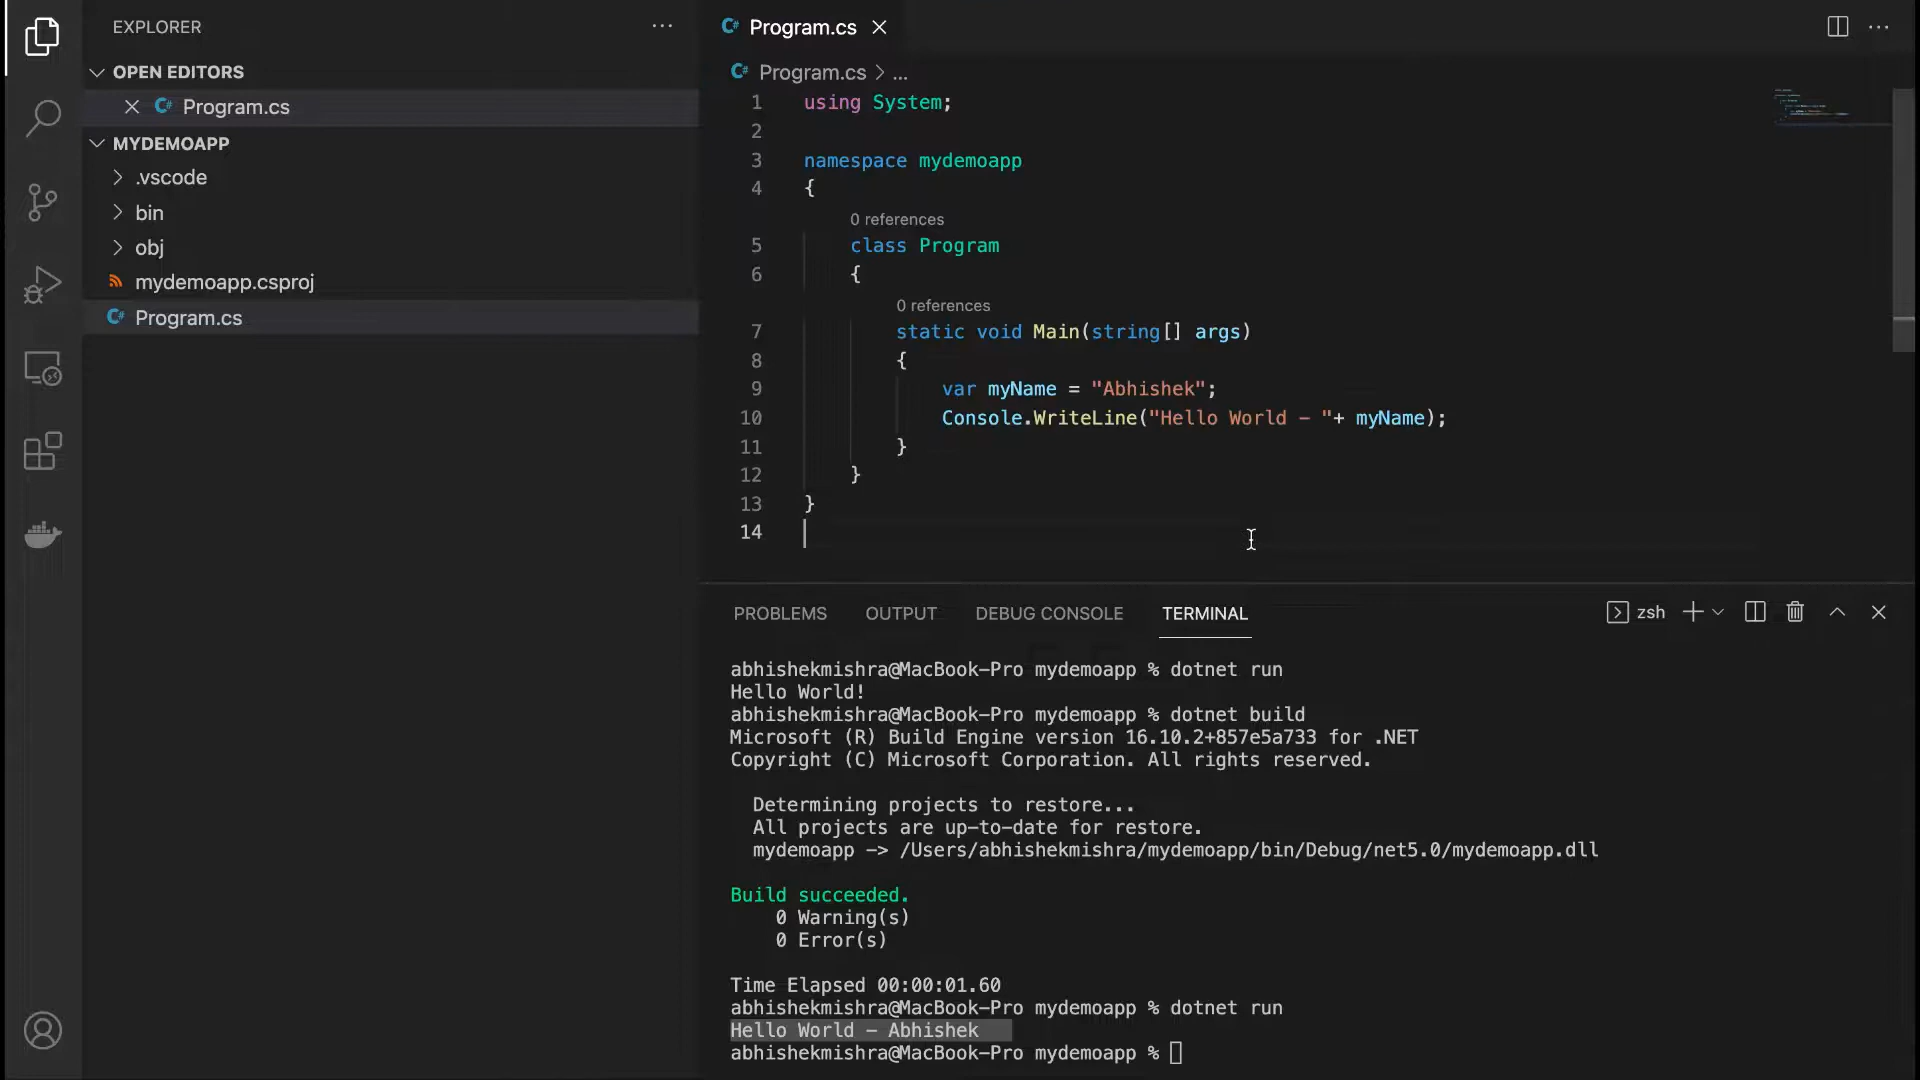 EXPLORER
OPEN EDITORS
Program.cs
MYDEMOAPP
.vscode
bin
obj
mydemoapp.csproj
Program.cs
Program.cs
Program.cs > ...
1 using System;
2
3 namespace mydemoapp
4 {
0 references
5 class Program
6 {
0 references
7 static void Main(string[] args)
8 {
9 var myName = "Abhishek";
10 Console.WriteLine("Hello World - "+ myName);
11 }
12 }
13 }
14
PROBLEMS OUTPUT DEBUG CONSOLE TERMINAL zsh
abhishekmishra@MacBook-Pro mydemoapp % dotnet run
Hello World!
abhishekmishra@MacBook-Pro mydemoapp % dotnet build
Microsoft (R) Build Engine version 16.10.2+857e5a733 for .NET
Copyright (C) Microsoft Corporation. All rights reserved.
Determining projects to restore...
All projects are up-to-date for restore.
mydemoapp -> /Users/abhishekmishra/mydemoapp/bin/Debug/net5.0/mydemoapp.dll
Build succeeded.
0 Warning(s)
0 Error(s)
Time Elapsed 00:00:01.60
abhishekmishra@MacBook-Pro mydemoapp % dotnet run
Hello World - Abhishek
abhishekmishra@MacBook-Pro mydemoapp %